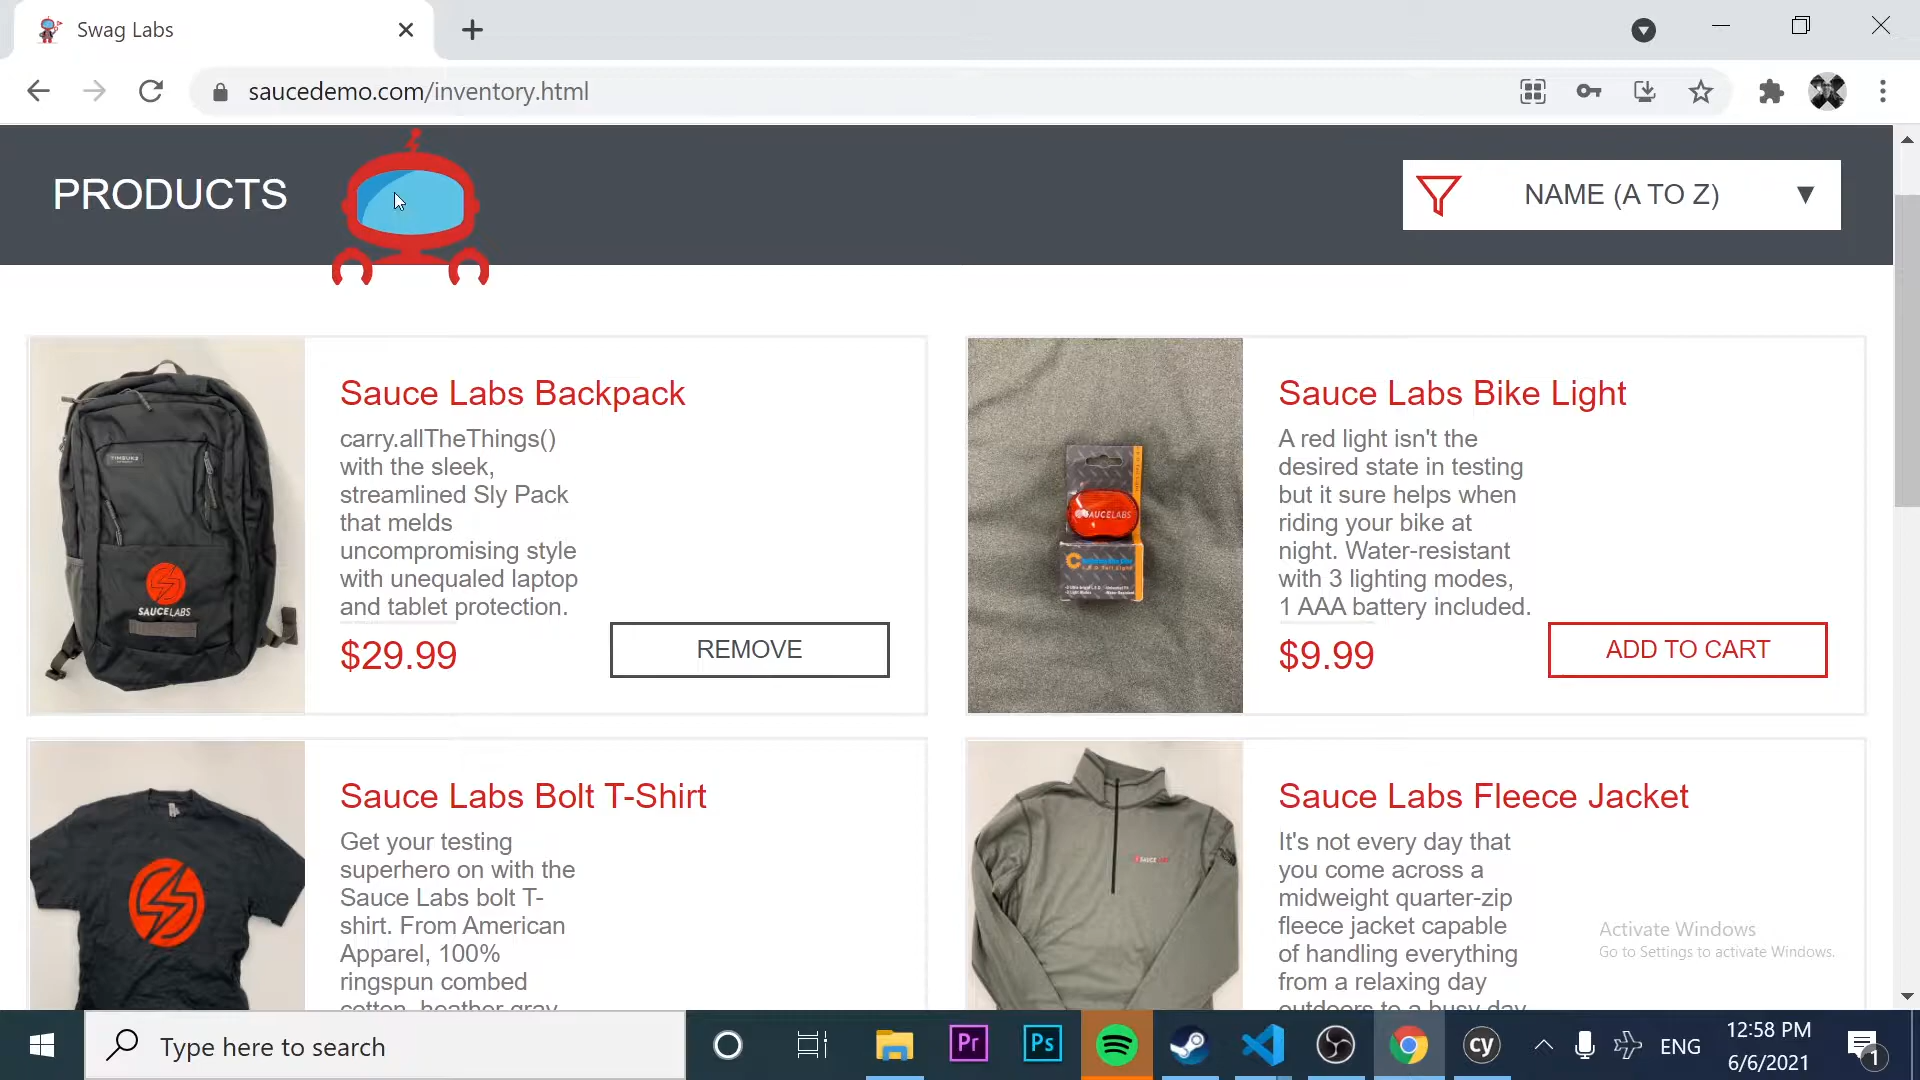 Swag Labs
saucedemo.com/inventory.html
PRODUCTS
NAME (A TO Z)
Sauce Labs Backpack
carry.allTheThings()
with the sleek,
streamlined Sly Pack
that melds
uncompromising style
with unequaled laptop
and tablet protection.
$29.99
REMOVE
TIMBUK2
SAUCELABS
Sauce Labs Bike Light
A red light isn't the
desired state in testing
but it sure helps when
riding your bike at
night. Water-resistant
with 3 lighting modes,
1 AAA battery included.
$9.99
ADD TO CART
SAUCELABS
Sauce Labs Bolt T-Shirt
Get your testing
superhero on with the
Sauce Labs bolt T-
shirt. From American
Apparel, 100%
ringspun combed
cotton, heather gray
Sauce Labs Fleece Jacket
It's not every day that
you come across a
midweight quarter-zip
fleece jacket capable
of handling everything
from a relaxing day
outdoors to a busy day
Activate Windows
Go to Settings to activate Windows.
Type here to search
Pr
Ps
cy
ENG
12:58 PM
6/6/2021
1